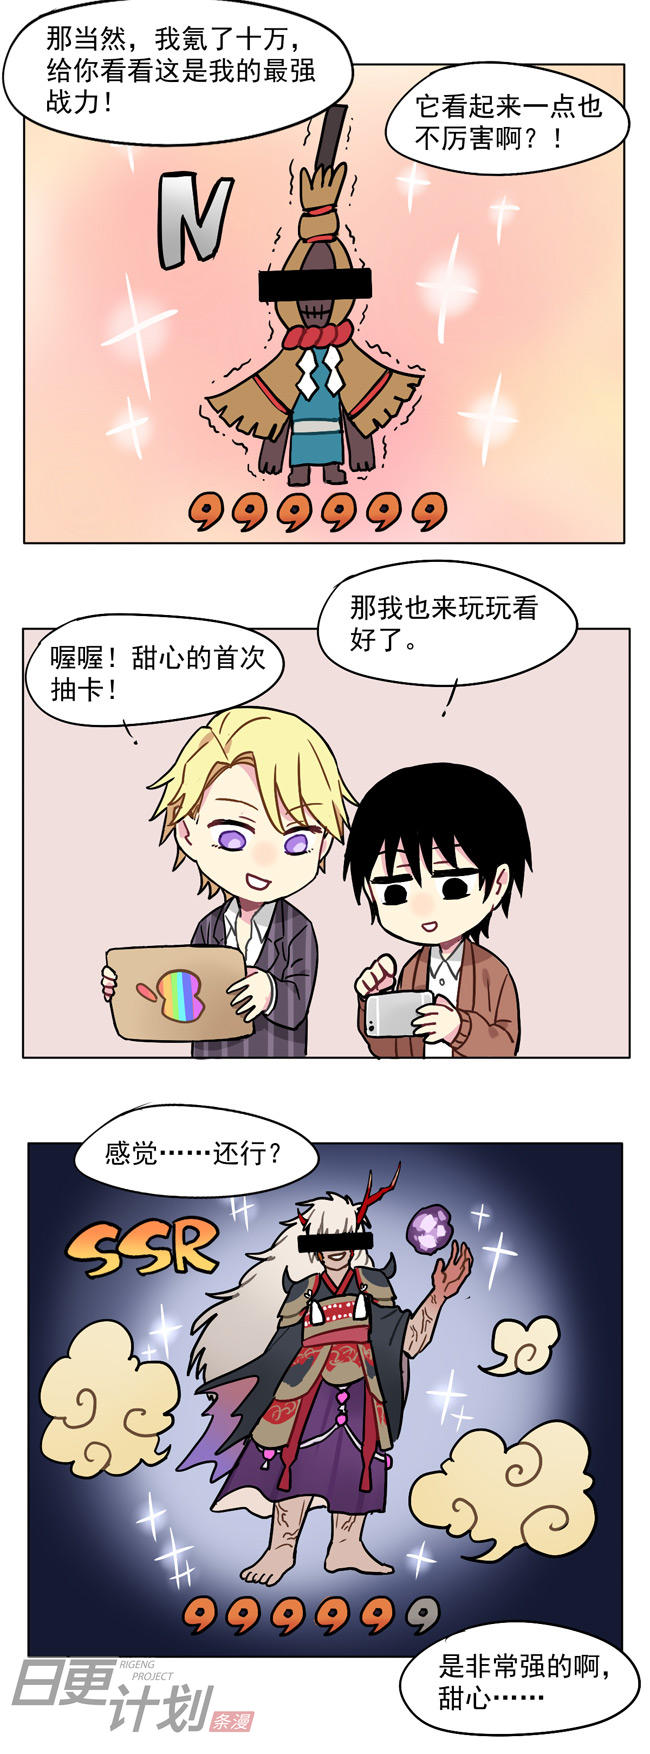 那当然，我氪了十万，
给你看看这是我的最强
战力！
它看起来一点也
不厉害啊？！
N
那我也来玩玩看
好了。
喔喔！甜心的首次
抽卡！
感觉……还行？
SSR
是非常强的啊，
甜心……
日更计划
RIGENG
PROJECT
条漫